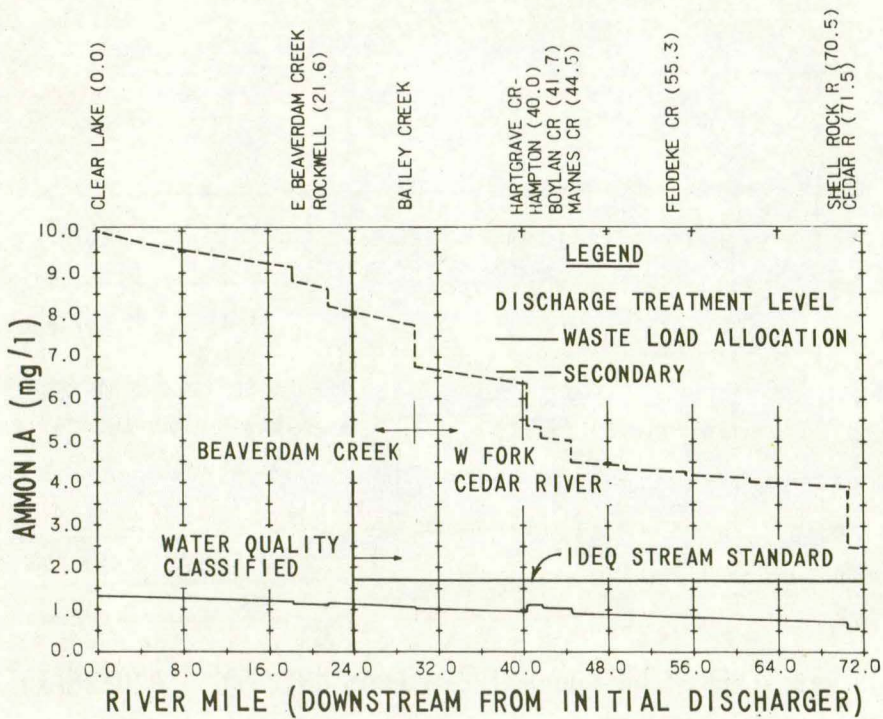 CLEAR LAKE (0.0)
E BEAVERDAM CREEK
ROCKWELL (21.6)
BAILEY CREEK
HARTGRAVE CR-
HAMPTON (40.0)
BOYLAN CR (41.7)
MAYNES CR (44.5)
FEDDEKE CR (55.3)
SHELL ROCK R (70.5)
CEDAR R (71.5)
AMMONIA (mg/l)
10.0
9.0
8.0
7.0
6.0
5.0
4.0
3.0
2.0
1.0
0.0
LEGEND
DISCHARGE TREATMENT LEVEL
WASTE LOAD ALLOCATION
SECONDARY
BEAVERDAM CREEK
W FORK
CEDAR RIVER
WATER QUALITY
CLASSIFIED
IDEQ STREAM STANDARD
0.0 8.0 16.0 24.0 32.0 40.0 48.0 56.0 64.0 72.0
RIVER MILE (DOWNSTREAM FROM INITIAL DISCHARGER)